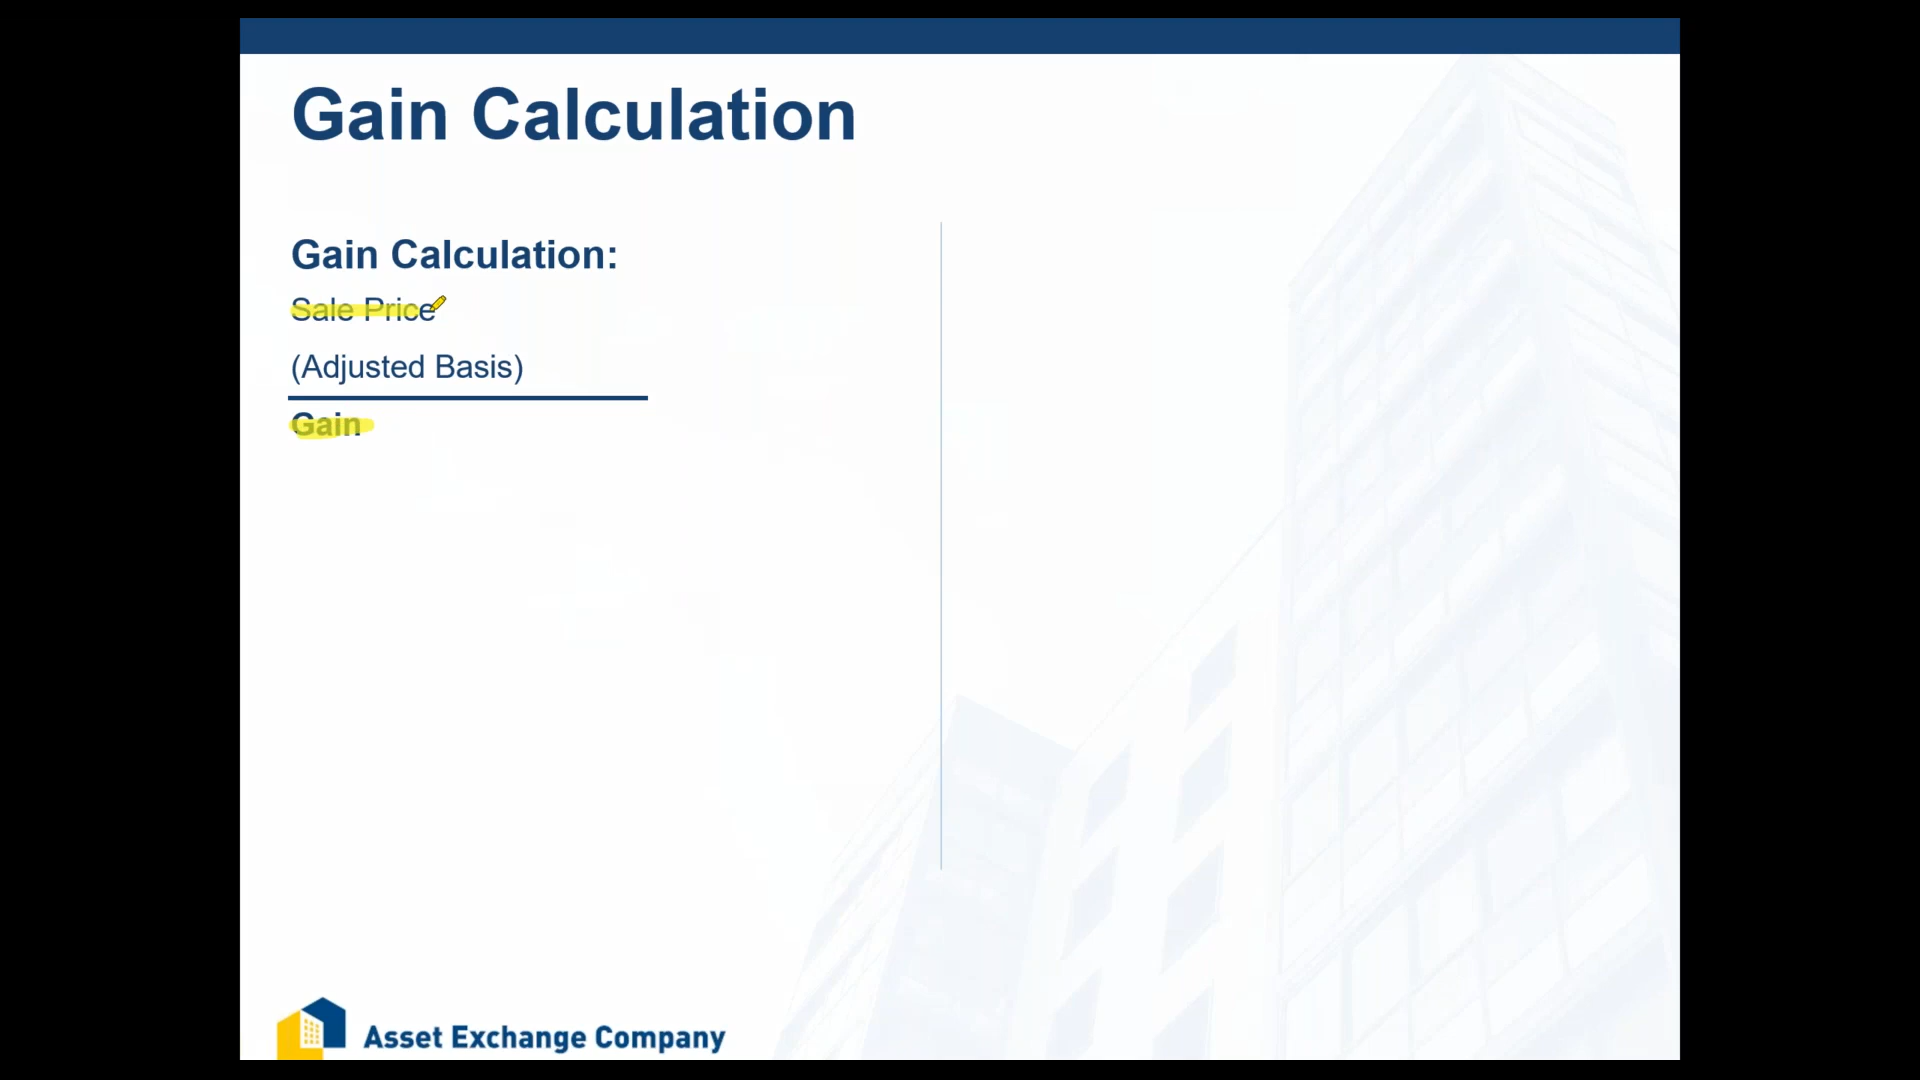 Gain Calculation
Gain Calculation:
Sale Price
(Adjusted Basis)
Gain
Asset Exchange Company